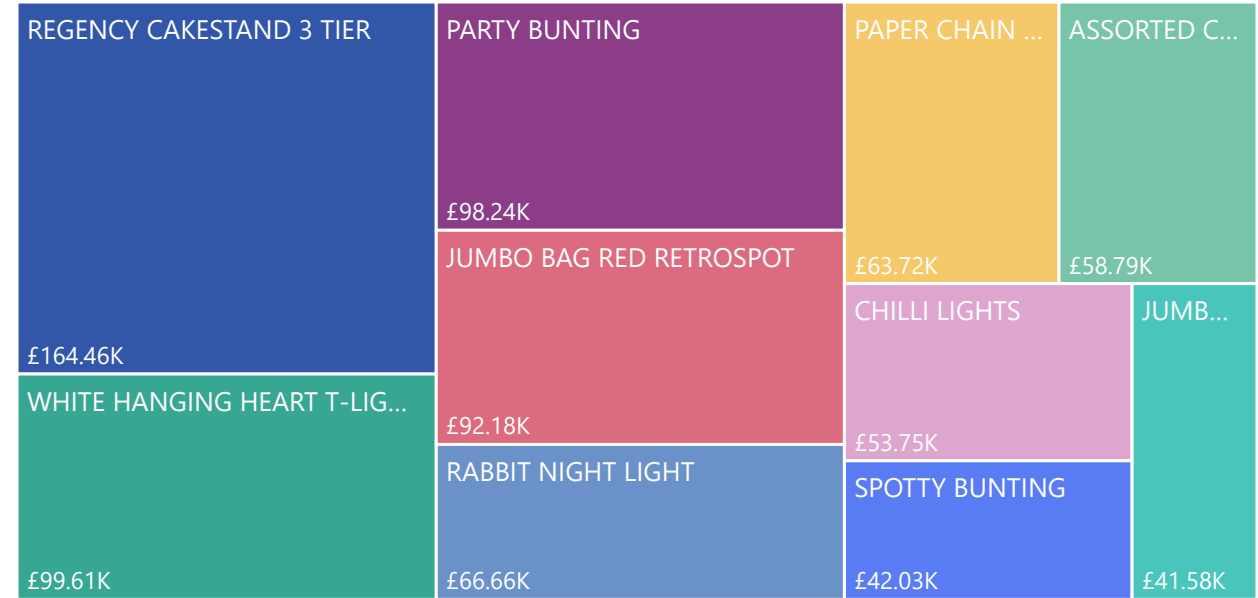 REGENCY CAKESTAND 3 TIER
£164.46K
WHITE HANGING HEART T-LIG...
£99.61K
PARTY BUNTING
£98.24K
JUMBO BAG RED RETROSPOT
£92.18K
RABBIT NIGHT LIGHT
£66.66K
PAPER CHAIN ...
£63.72K
ASSORTED C...
£58.79K
CHILLI LIGHTS
£53.75K
SPOTTY BUNTING
£42.03K
JUMB...
£41.58K